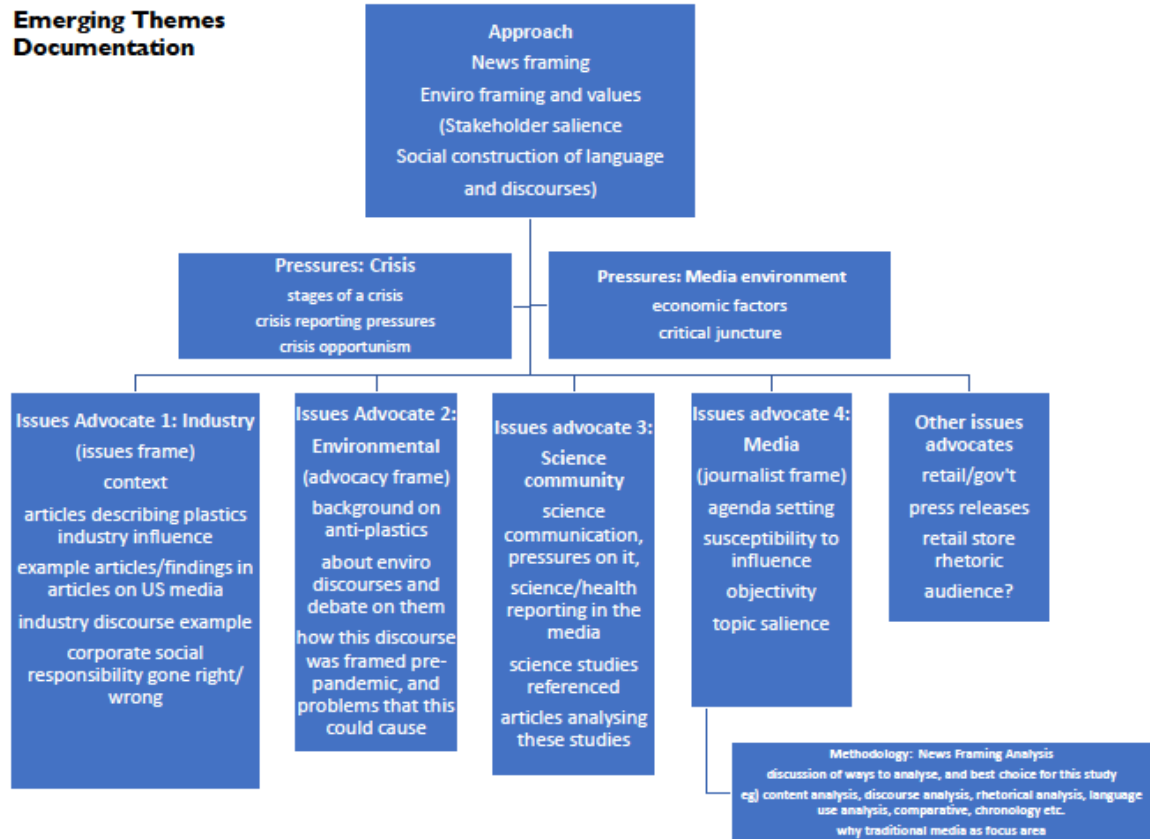 Emerging Themes
Documentation
Approach
News framing
Enviro framing and values
(Stakeholder salience
Social construction of language
and discourses)
Pressures: Crisis
stages of a crisis
crisis reporting pressures
crisis opportunism
Pressures: Media environment
economic factors
critical juncture
Issues Advocate 1: Industry
(issues frame)
context
articles describing plastics
industry influence
example articles/findings in
articles on US media
industry discourse example
corporate social
responsibility gone right/
wrong
Issues Advocate 2:
Environmental
(advocacy frame)
background on
anti-plastics
about enviro
discourses and
debate on them
how this discourse
was framed pre-
pandemic, and
problems that this
could cause
Issues advocate 3:
Science
community
science
communication,
pressures on it,
science/health
reporting in the
media
science studies
referenced
articles analysing
these studies
Issues advocate 4:
Media
(journalist frame)
agenda setting
susceptibility to
influence
objectivity
topic salience
Other issues
advocates
retail/gov't
press releases
retail store
rhetoric
audience?
Methodology: News Framing Analysis
discussion of ways to analyse, and best choice for this study
eg) content analysis, discourse analysis, rhetorical analysis, language
use analysis, comparative, chronology etc.
why traditional media as focus area